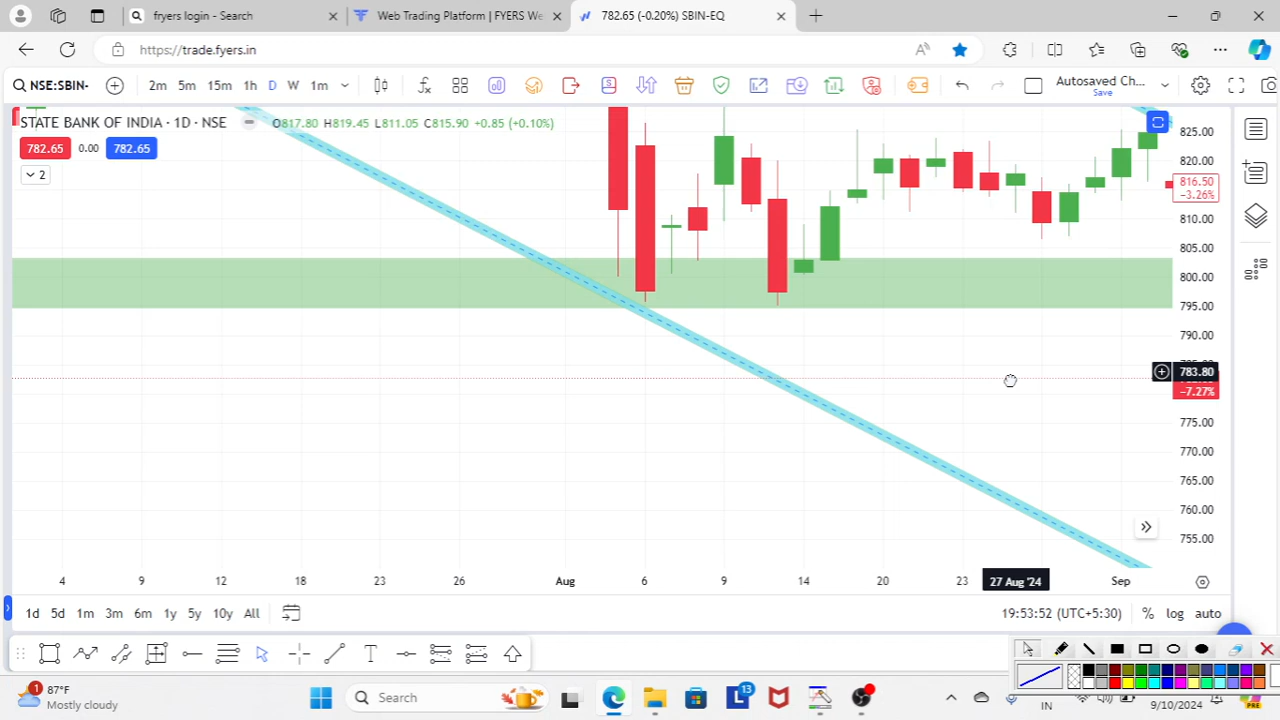 fryers login - Search
Web Trading Platform | FYERS We
782.65 (-0.20%) SBIN-EQ
https://trade.fyers.in
NSE:SBIN-
2m 5m 15m 1h D W 1m
Autosaved Ch...
Save
STATE BANK OF INDIA · 1D · NSE
O817.80 H819.45 L811.05 C815.90 +0.85 (+0.10%)
782.65 0.00 782.65
2
825.00
820.00
816.50
−3.26%
810.00
805.00
800.00
795.00
790.00
783.80
−7.27%
775.00
770.00
765.00
760.00
755.00
4 9 12 18 23 26 Aug 6 9 14 20 23 27 Aug '24 Sep
1d 5d 1m 3m 6m 1y 5y 10y All
19:53:52 (UTC+5:30) % log auto
1
87°F
Mostly cloudy
Search
13
IN
9/10/2024
PRE